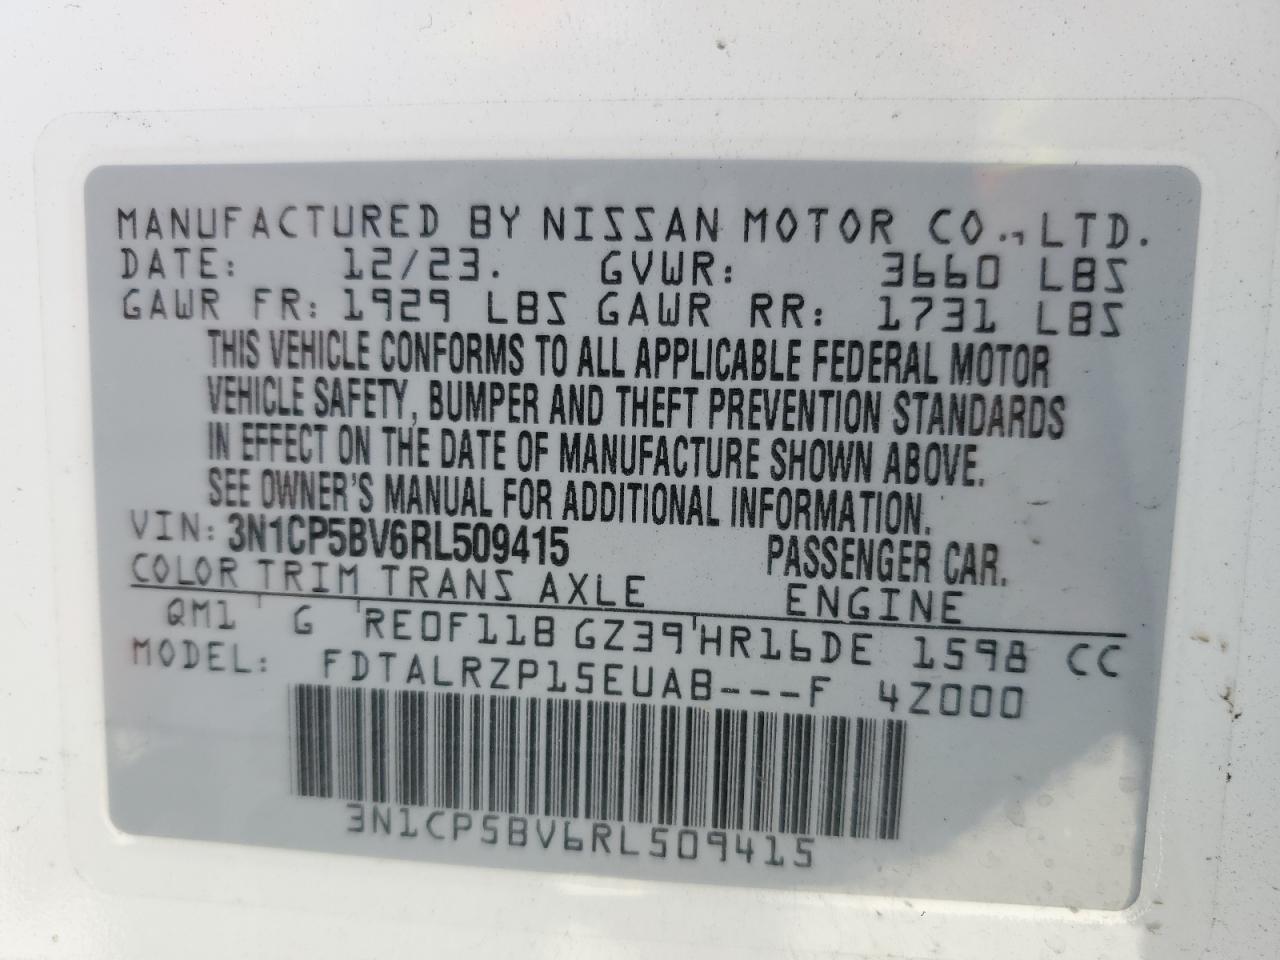 MANUFACTURED BY NISSAN MOTOR CO., LTD.
DATE: 12/23. GVWR: 3660 LBS
GAWR FR: 1929 LBS GAWR RR: 1731 LBS
THIS VEHICLE CONFORMS TO ALL APPLICABLE FEDERAL MOTOR
VEHICLE SAFETY, BUMPER AND THEFT PREVENTION STANDARDS
IN EFFECT ON THE DATE OF MANUFACTURE SHOWN ABOVE.
SEE OWNER'S MANUAL FOR ADDITIONAL INFORMATION.
VIN: 3N1CP5BV6RL509415 PASSENGER CAR.
COLOR TRIM TRANS AXLE ENGINE
QM1 G RE0F11B GZ39 HR16DE 1598 CC
MODEL: FDTALRZP15EUAB---F 4Z000
3N1CP5BV6RL509415